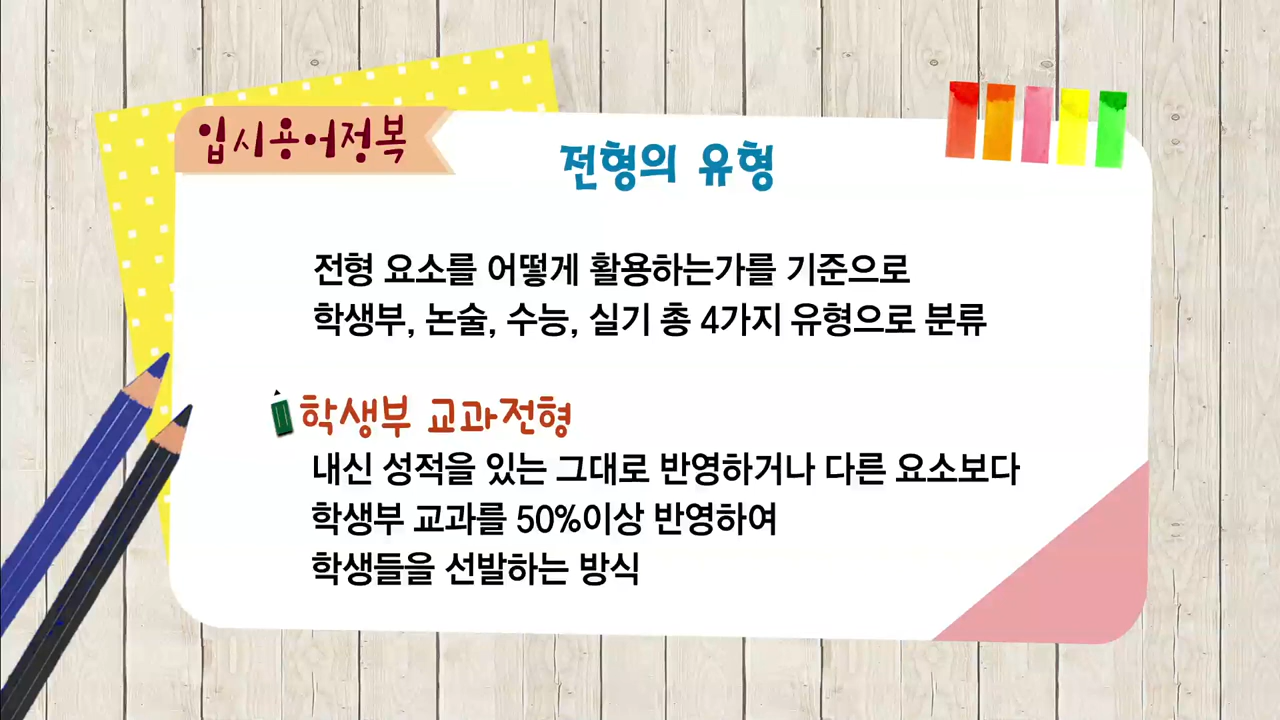 입시용어정복
전형의 유형
전형 요소를 어떻게 활용하는가를 기준으로
학생부, 논술, 수능, 실기 총 4가지 유형으로 분류
학생부 교과전형
내신 성적을 있는 그대로 반영하거나 다른 요소보다
학생부 교과를 50%이상 반영하여
학생들을 선발하는 방식